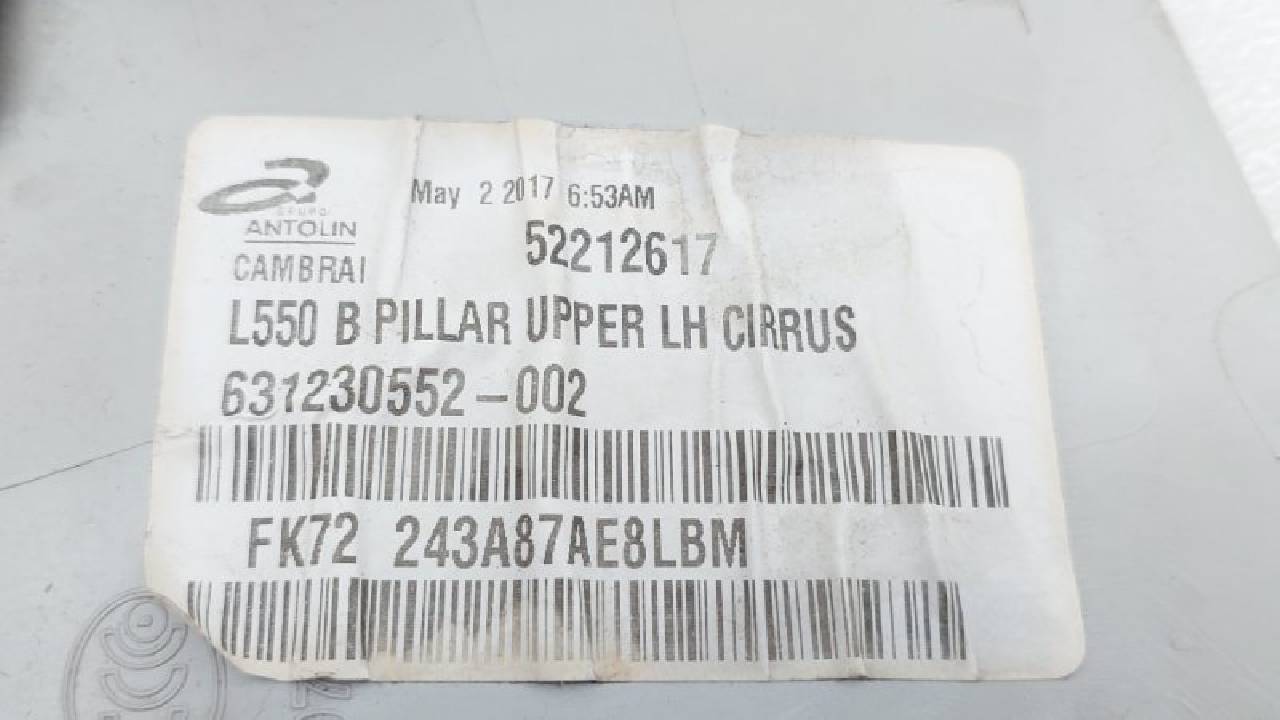 May 2 2017 6:53AM
GRUPO
ANTOLIN
52212617
CAMBRAI
L550 B PILLAR UPPER LH CIRRUS
631230552-002
FK72 243A87AE8LBM